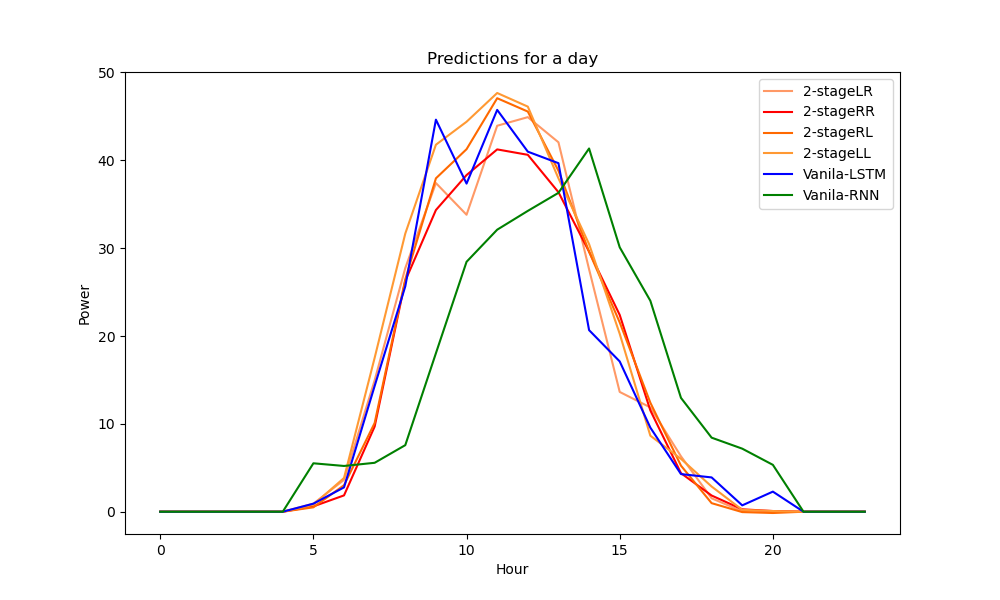 Predictions for a day
50
40
30
20
10
0
Power
0 5 10 15 20
Hour
2-stageLR
2-stageRR
2-stageRL
2-stageLL
Vanila-LSTM
Vanila-RNN